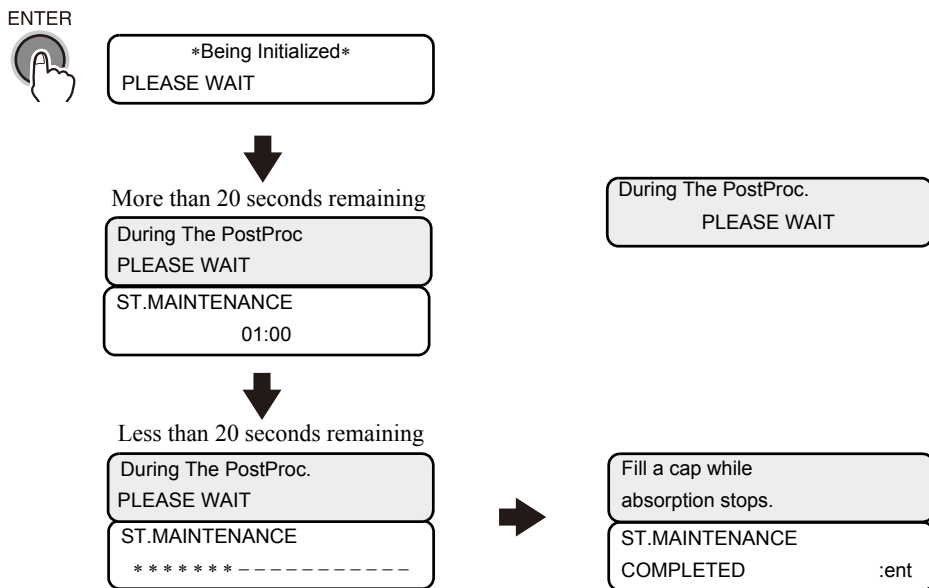 ENTER
*Being Initialized*
PLEASE WAIT
More than 20 seconds remaining
During The PostProc
PLEASE WAIT
ST.MAINTENANCE
01:00
During The PostProc.
PLEASE WAIT
Less than 20 seconds remaining
During The PostProc.
PLEASE WAIT
ST.MAINTENANCE
*******−−−−−−−−−−−
Fill a cap while
absorption stops.
ST.MAINTENANCE
COMPLETED :ent